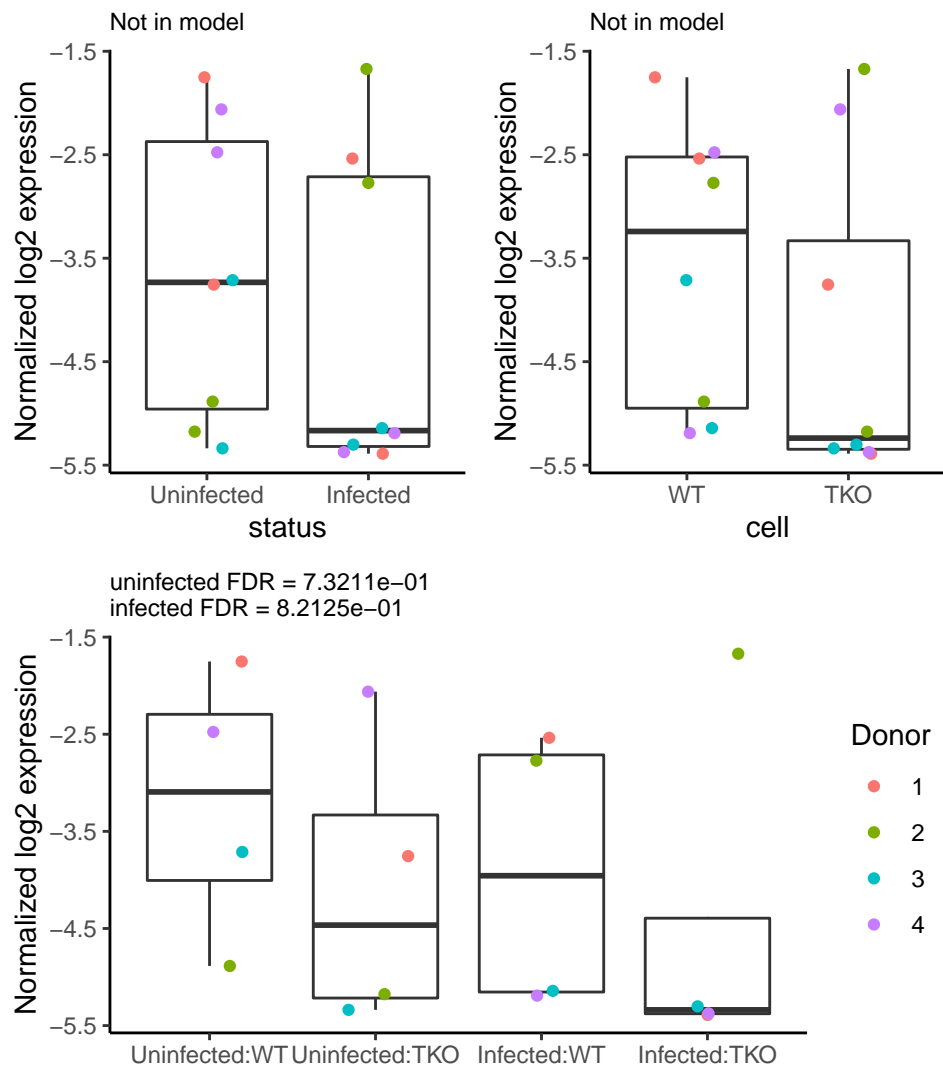 Not in model
Normalized log2 expression
−1.5
−2.5
−3.5
−4.5
−5.5
Uninfected
Infected
status
Not in model
Normalized log2 expression
−1.5
−2.5
−3.5
−4.5
−5.5
WT
TKO
cell
uninfected FDR = 7.3211e−01
infected FDR = 8.2125e−01
Normalized log2 expression
−1.5
−2.5
−3.5
−4.5
−5.5
Uninfected:WT
Uninfected:TKO
Infected:WT
Infected:TKO
Donor
1
2
3
4